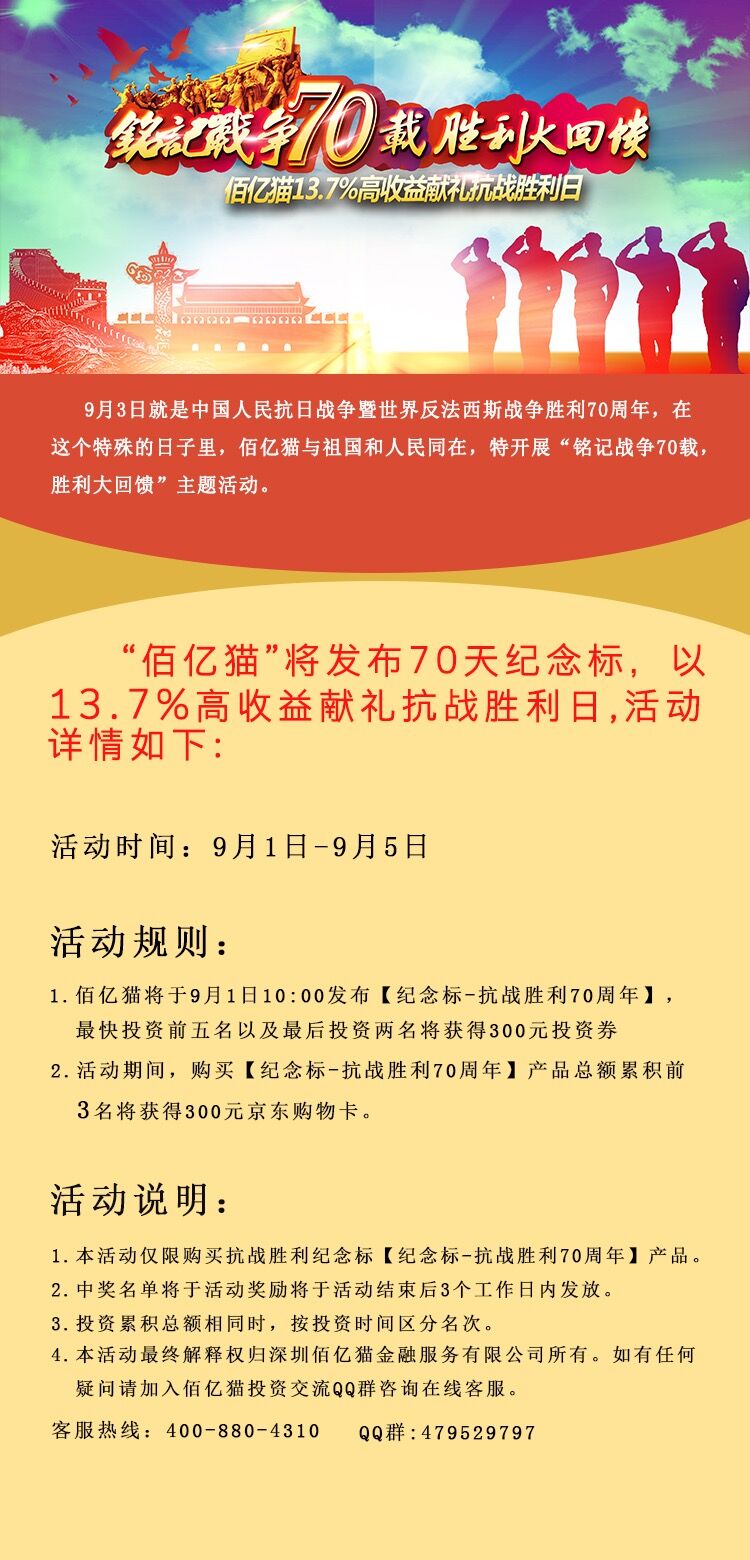 銘記戰争70載 胜利大回馈
佰亿猫13.7%高收益献礼抗战胜利日
9月3日就是中国人民抗日战争暨世界反法西斯战争胜利70周年，在
这个特殊的日子里，佰亿猫与祖国和人民同在，特开展“铭记战争70载，
胜利大回馈”主题活动。
“佰亿猫”将发布70天纪念标，以
13.7%高收益献礼抗战胜利日,活动
详情如下:
活动时间：9月1日-9月5日
活动规则：
1.佰亿猫将于9月1日10:00发布【纪念标-抗战胜利70周年】，
最快投资前五名以及最后投资两名将获得300元投资券
2.活动期间，购买【纪念标-抗战胜利70周年】产品总额累积前
3名将获得300元京东购物卡。
活动说明：
1.本活动仅限购买抗战胜利纪念标【纪念标-抗战胜利70周年】产品。
2.中奖名单将于活动奖励将于活动结束后3个工作日内发放。
3.投资累积总额相同时，按投资时间区分名次。
4.本活动最终解释权归深圳佰亿猫金融服务有限公司所有。如有任何
疑问请加入佰亿猫投资交流QQ群咨询在线客服。
客服热线：400-880-4310 QQ群:479529797